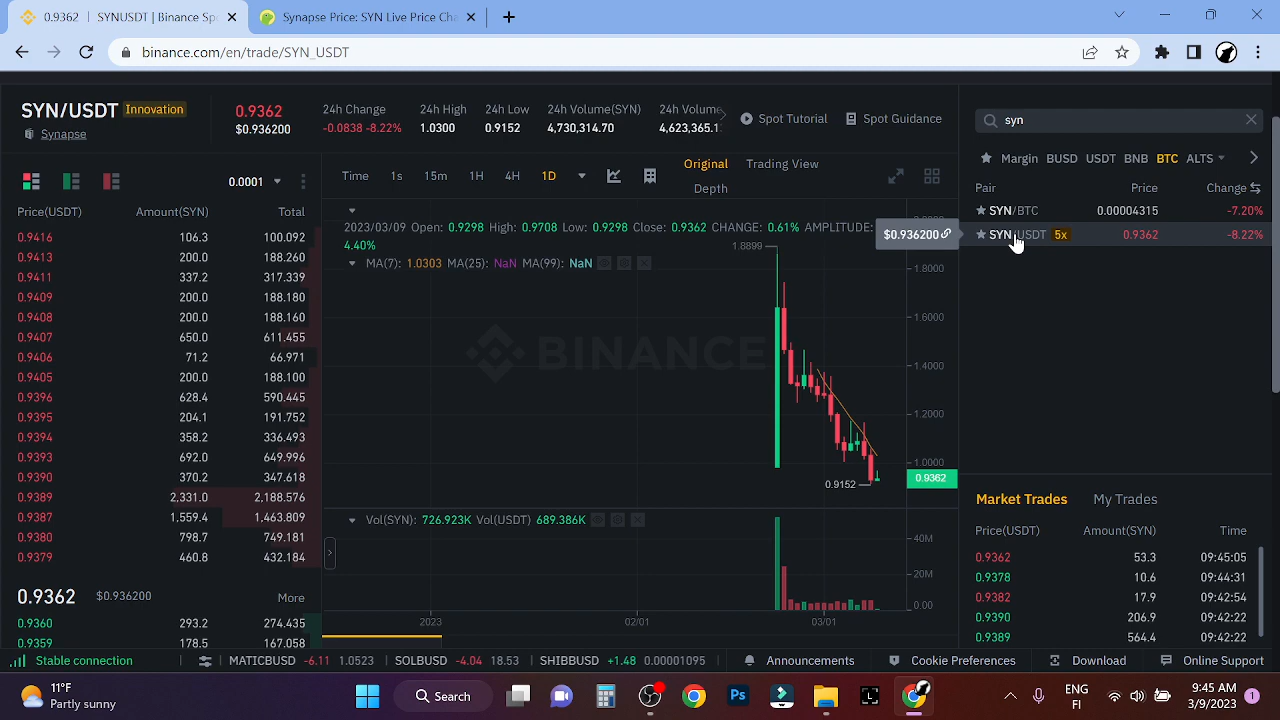 0.9362 | SYNUSDT | Binance Sp
Synapse Price: SYN Live Price Cha
binance.com/en/trade/SYN_USDT
SYN/USDT Innovation
Synapse
0.9362
$0.936200
24h Change
-0.0838 -8.22%
24h High
1.0300
24h Low
0.9152
24h Volume(SYN)
4,730,314.70
24h Volume
4,623,365.1
Spot Tutorial
Spot Guidance
0.0001
Price(USDT) Amount(SYN) Total
0.9416 106.3 100.092
0.9413 200.0 188.260
0.9411 337.2 317.339
0.9409 200.0 188.180
0.9408 200.0 188.160
0.9407 650.0 611.455
0.9406 71.2 66.971
0.9405 200.0 188.100
0.9396 628.4 590.445
0.9395 204.1 191.752
0.9394 358.2 336.493
0.9393 692.0 649.996
0.9390 370.2 347.618
0.9389 2,331.0 2,188.576
0.9387 1,559.4 1,463.809
0.9380 798.7 749.181
0.9379 460.8 432.184
0.9362 $0.936200 More
0.9360 293.2 274.435
0.9359 178.5 167.058
Time 1s 15m 1H 4H 1D
Original Trading View
Depth
2023/03/09 Open: 0.9298 High: 0.9708 Low: 0.9298 Close: 0.9362 CHANGE: 0.61% AMPLITUDE:
4.40%
MA(7): 1.0303 MA(25): NaN MA(99): NaN
1.8899
1.8000
1.6000
BINANCE
1.4000
1.2000
1.0000
0.9362
0.9152
Vol(SYN): 726.923K Vol(USDT) 689.386K
40M
20M
0.00
2023 02/01 03/01
syn
Margin BUSD USDT BNB BTC ALTS
Pair Price Change
SYN/BTC 0.00004315 -7.20%
$0.936200
SYN/USDT 5x 0.9362 -8.22%
Market Trades My Trades
Price(USDT) Amount(SYN) Time
0.9362 53.3 09:45:05
0.9378 10.6 09:44:31
0.9382 17.9 09:42:54
0.9390 206.9 09:42:22
0.9389 564.4 09:42:22
Stable connection
MATICBUSD -6.11 1.0523
SOLBUSD -4.04 18.53
SHIBBUSD +1.48 0.00001095
Announcements
Cookie Preferences
Download
Online Support
11°F
Partly sunny
Search
Ps
ENG
FI
9:45 AM
3/9/2023
1